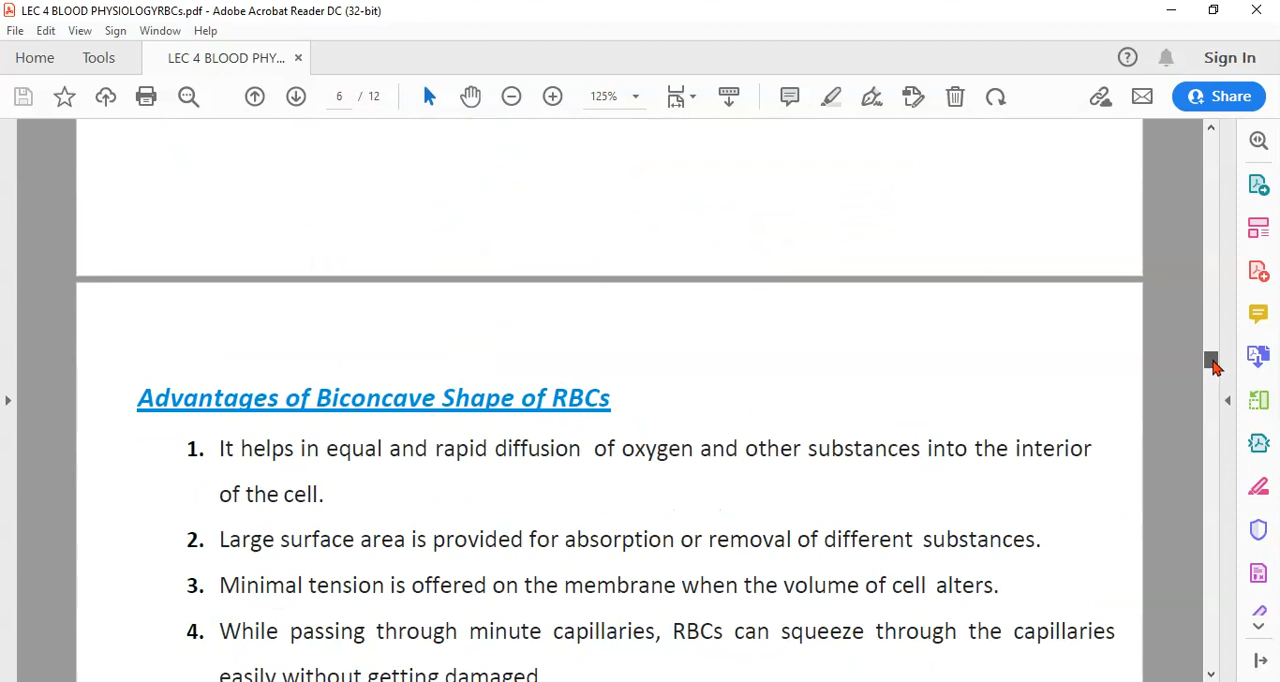 LEC 4 BLOOD PHYSIOLOGYRBCs.pdf - Adobe Acrobat Reader DC (32-bit)
File Edit View Sign Window Help
Home Tools LEC 4 BLOOD PHY... × Sign In
6 / 12 125% Share
Advantages of Biconcave Shape of RBCs
1. It helps in equal and rapid diffusion of oxygen and other substances into the interior
of the cell.
2. Large surface area is provided for absorption or removal of different substances.
3. Minimal tension is offered on the membrane when the volume of cell alters.
4. While passing through minute capillaries, RBCs can squeeze through the capillaries
easily without getting damaged